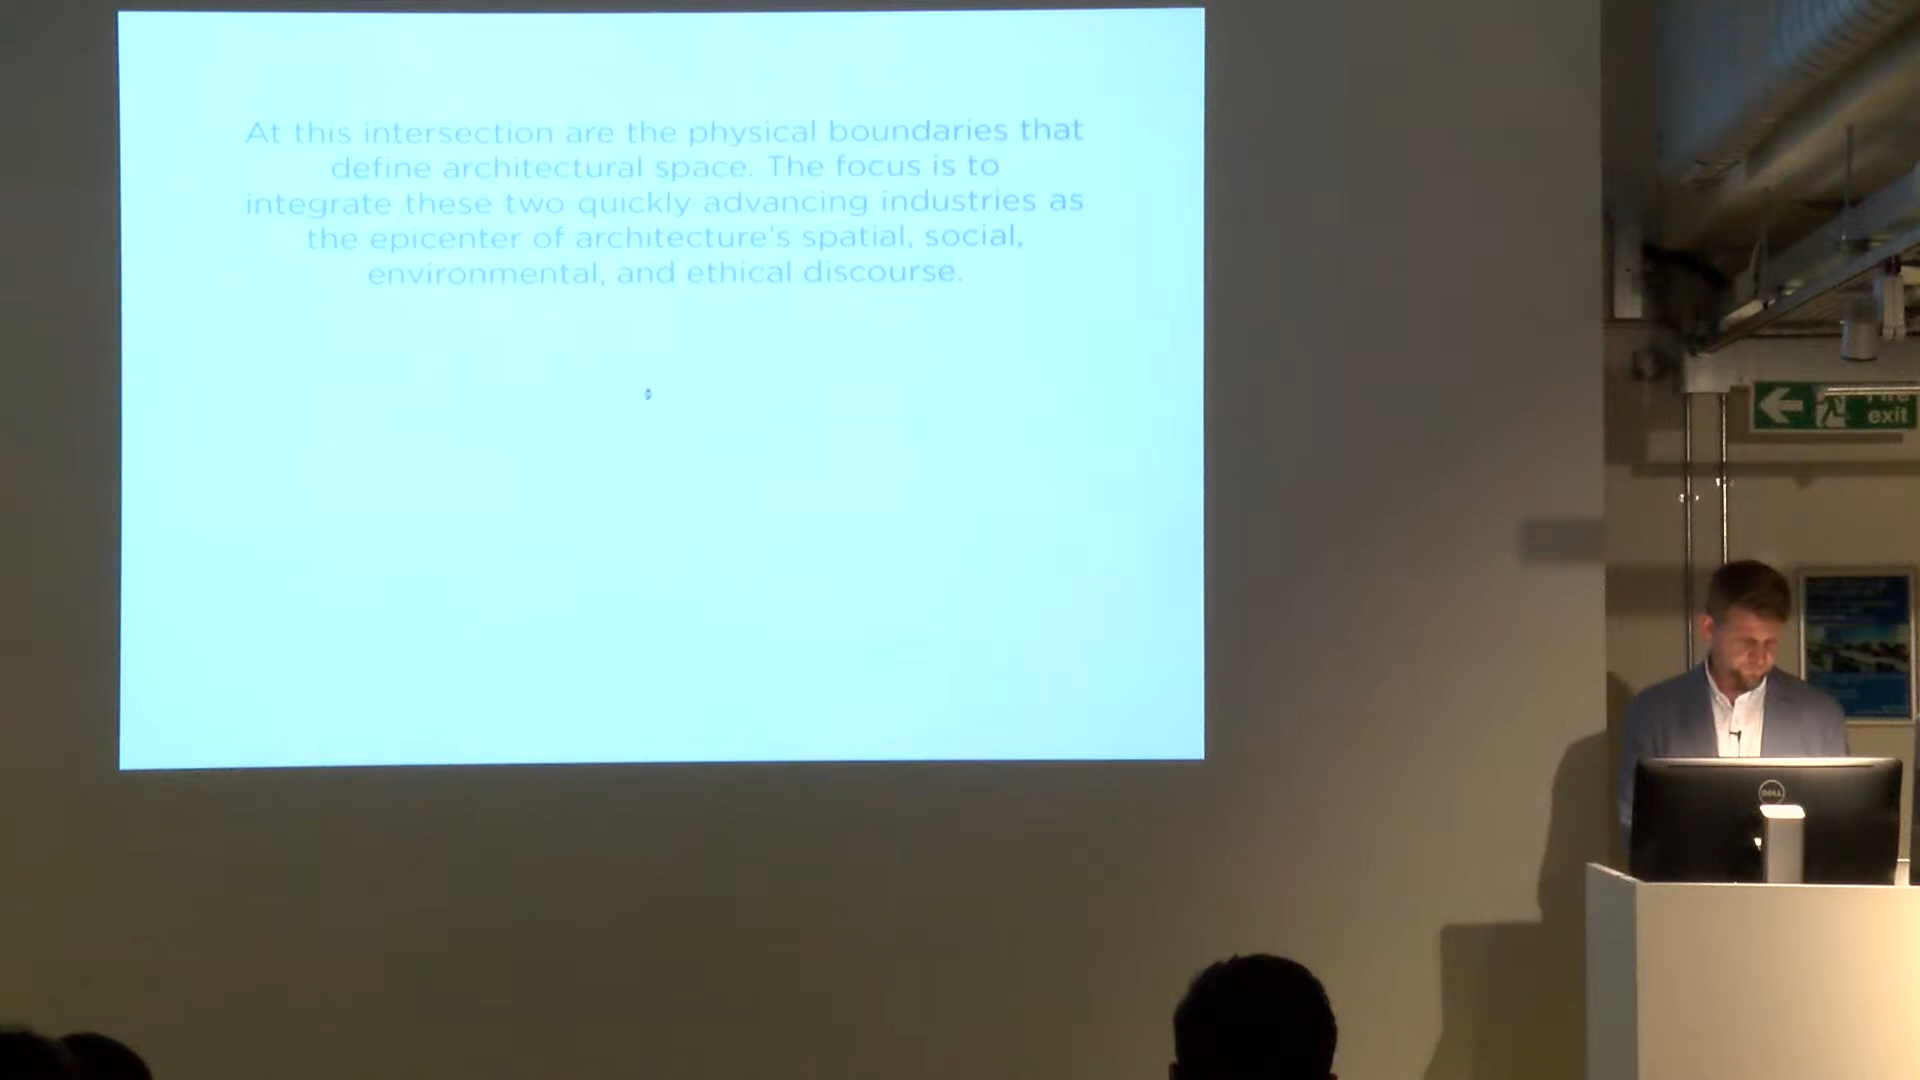 At this intersection are the physical boundaries that
define architectural space. The focus is to
integrate these two quickly advancing industries as
the epicenter of architecture's spatial, social,
environmental, and ethical discourse.
Fire
exit
DELL